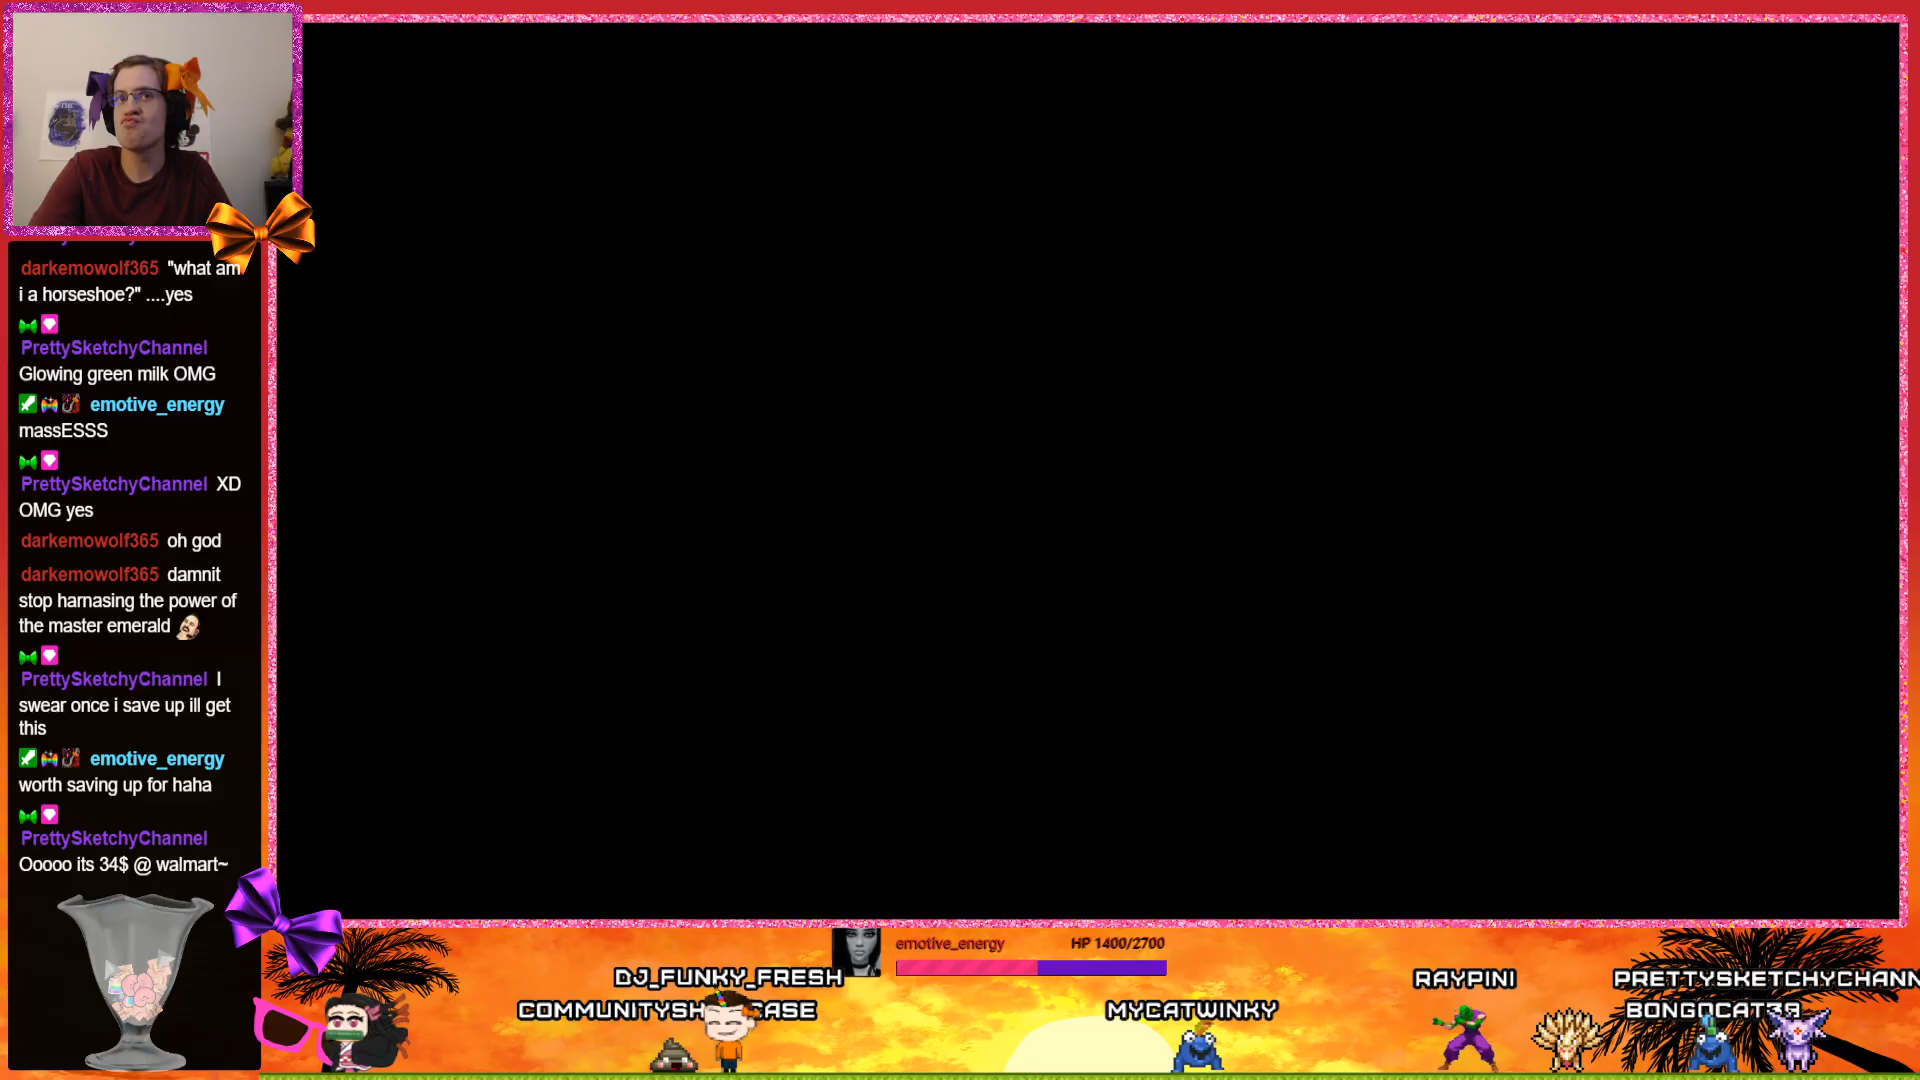 darkemowolf365 "what am
i a horseshoe?" ....yes
PrettySketchyChannel
Glowing green milk OMG
emotive_energy
massESSS
PrettySketchyChannel XD
OMG yes
darkemowolf365 oh god
darkemowolf365 damnit
stop harnasing the power of
the master emerald
PrettySketchyChannel I
swear once i save up ill get
this
emotive_energy
worth saving up for haha
PrettySketchyChannel
Ooooo its 34$ @ walmart~
emotive_energy HP 1400/2700
DJ_FUNKY_FRESH
RAYPINI
PRETTYSKETCHYCHANN
MYCATWINKY